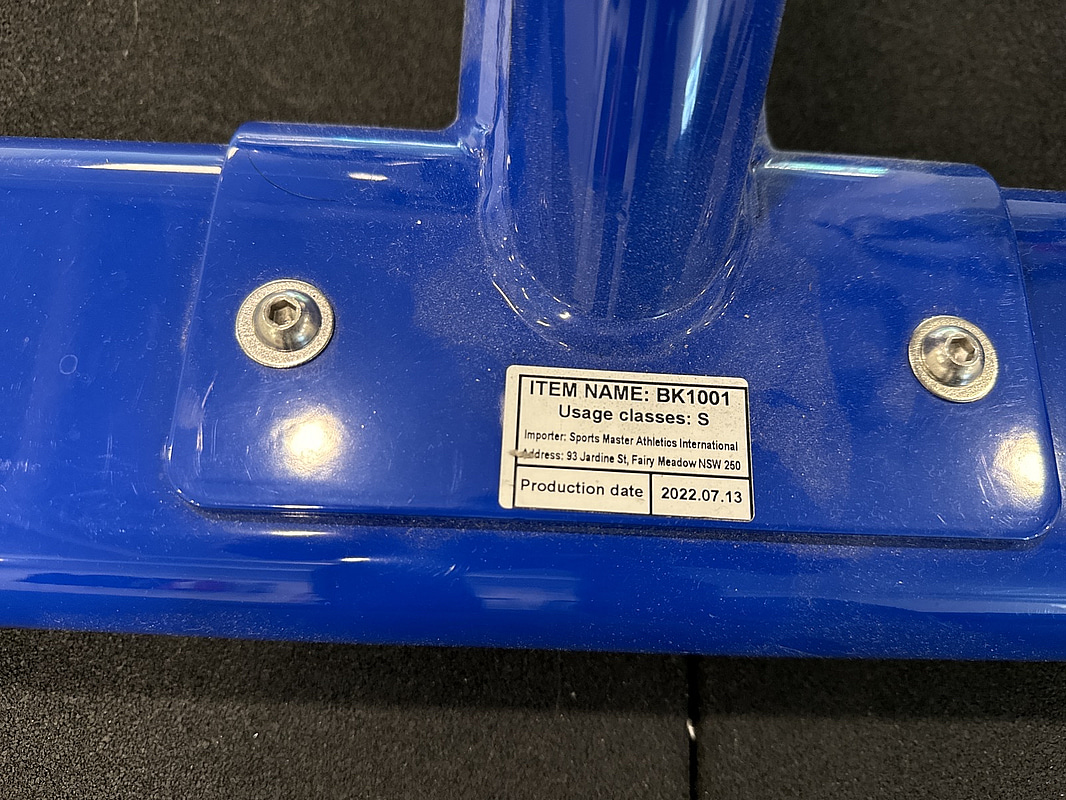 ITEM NAME: BK1001
Usage classes: S
Importer: Sports Master Athletics International
Address: 93 Jardine St, Fairy Meadow NSW 250
Production date 2022.07.13